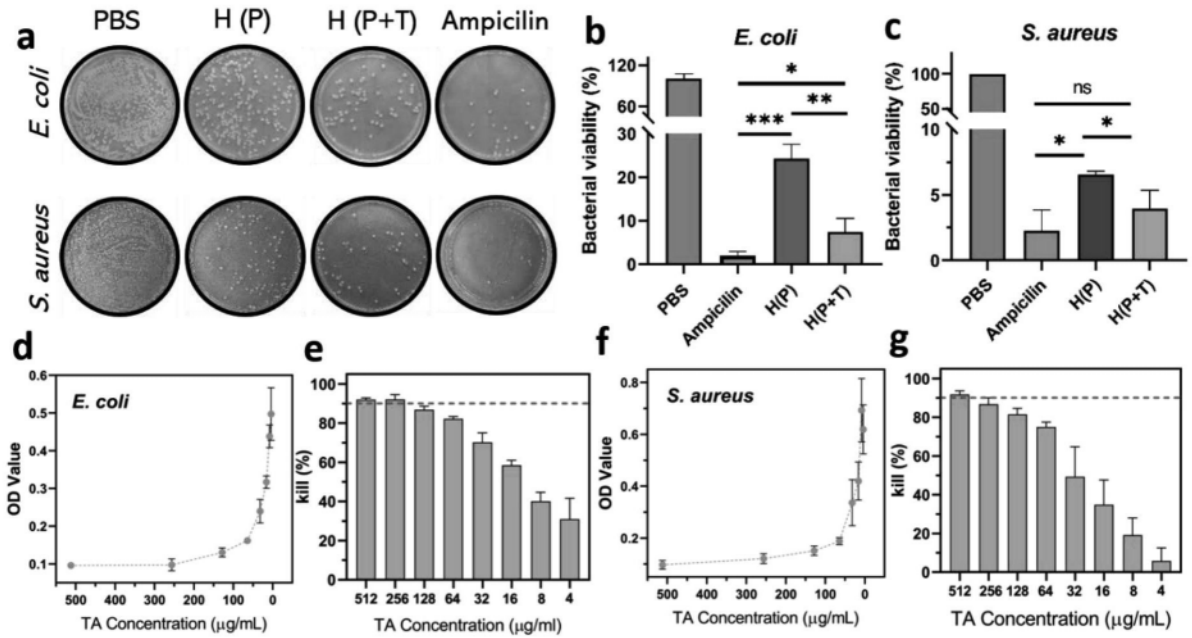 a
PBS
H (P)
H (P+T)
Ampicilin
E. coli
S. aureus
b
E. coli
Bacterial viability (%)
120
60
30
20
10
0
*
**
***
PBS
Ampicilin
H(P)
H(P+T)
c
S. aureus
Bacterial viability (%)
100
50
10
5
0
ns
*
*
PBS
Ampicilin
H(P)
H(P+T)
d
E. coli
OD Value
0.6
0.5
0.4
0.3
0.2
0.1
500
400
300
200
100
0
TA Concentration (μg/mL)
e
kill (%)
100
80
60
40
20
0
512
256
128
64
32
16
8
4
TA Concentration (μg/ml)
f
S. aureus
OD Value
0.8
0.6
0.4
0.2
500
400
300
200
100
0
TA Concentration (μg/mL)
g
kill (%)
100
80
60
40
20
0
512
256
128
64
32
16
8
4
TA Concentration (μg/mL)